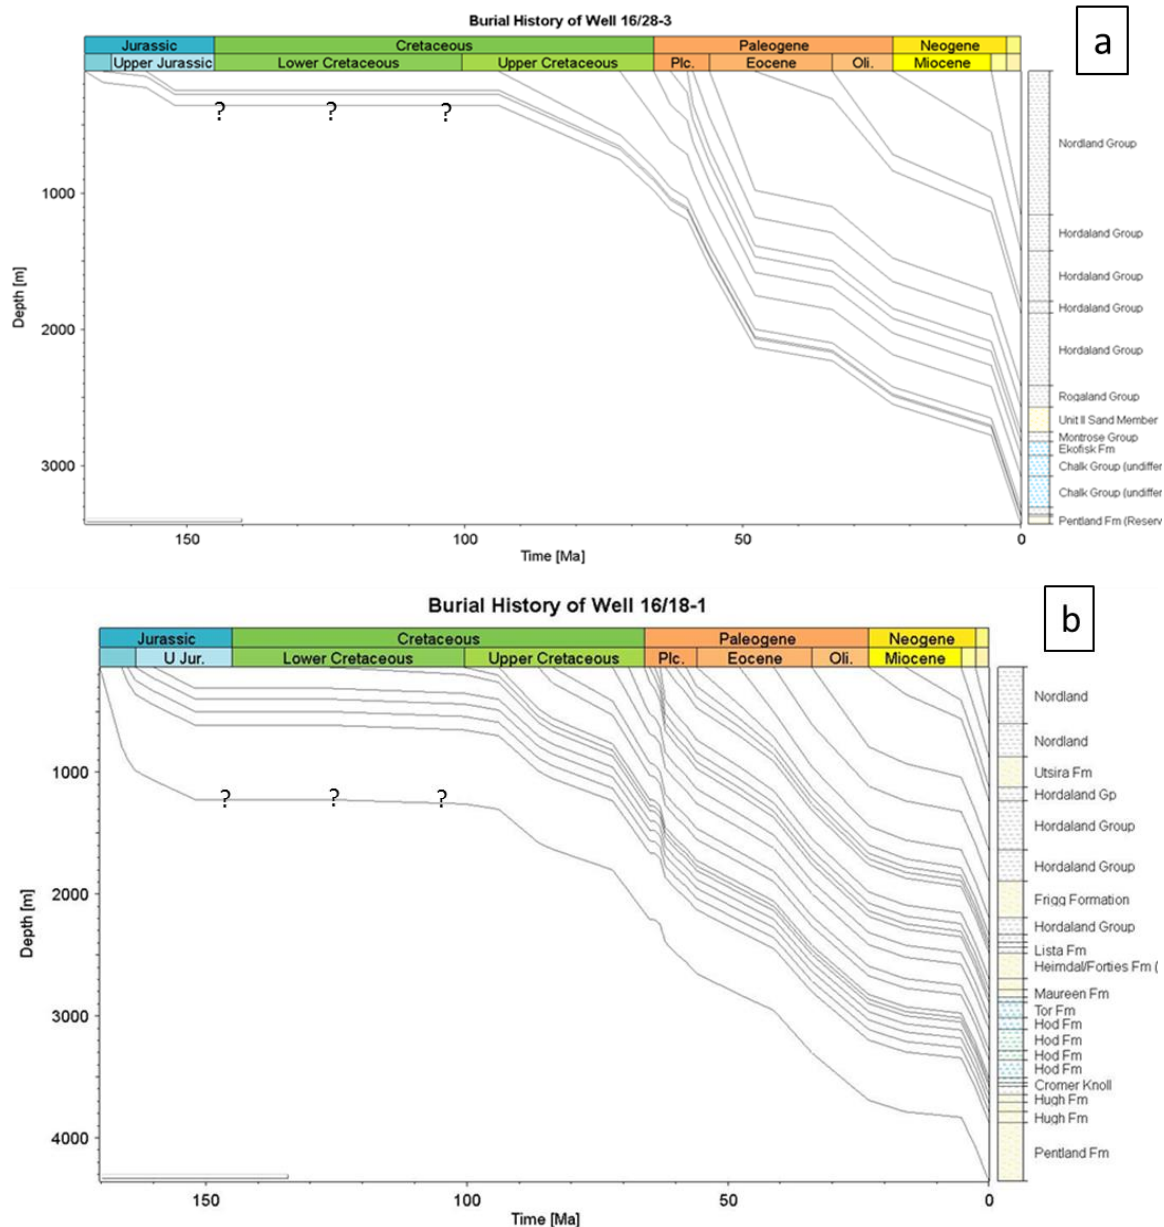 Burial History of Well 16/28-3
a
Jurassic Cretaceous Paleogene Neogene
Upper Jurassic Lower Cretaceous Upper Cretaceous Plc. Eocene Oli. Miocene
? ? ?
Depth [m]
1000
2000
3000
Nordland Group
Hordaland Group
Hordaland Group
Hordaland Group
Hordaland Group
Rogaland Group
Unit II Sand Member
Montrose Group
Ekofisk Fm
Chalk Group (undiffer
Chalk Group (undiffer
Pentland Fm (Reserv
150 100 50 0
Time [Ma]
Burial History of Well 16/18-1
b
Jurassic Cretaceous Paleogene Neogene
U Jur. Lower Cretaceous Upper Cretaceous Plc. Eocene Oli. Miocene
? ? ?
Depth [m]
1000
2000
3000
4000
Nordland
Nordland
Utsira Fm
Hordaland Gp
Hordaland Group
Hordaland Group
Frigg Formation
Hordaland Group
Lista Fm
Heimdal/Forties Fm (
Maureen Fm
Tor Fm
Hod Fm
Hod Fm
Hod Fm
Hod Fm
Cromer Knoll
Hugh Fm
Hugh Fm
Pentland Fm
150 100 50 0
Time [Ma]